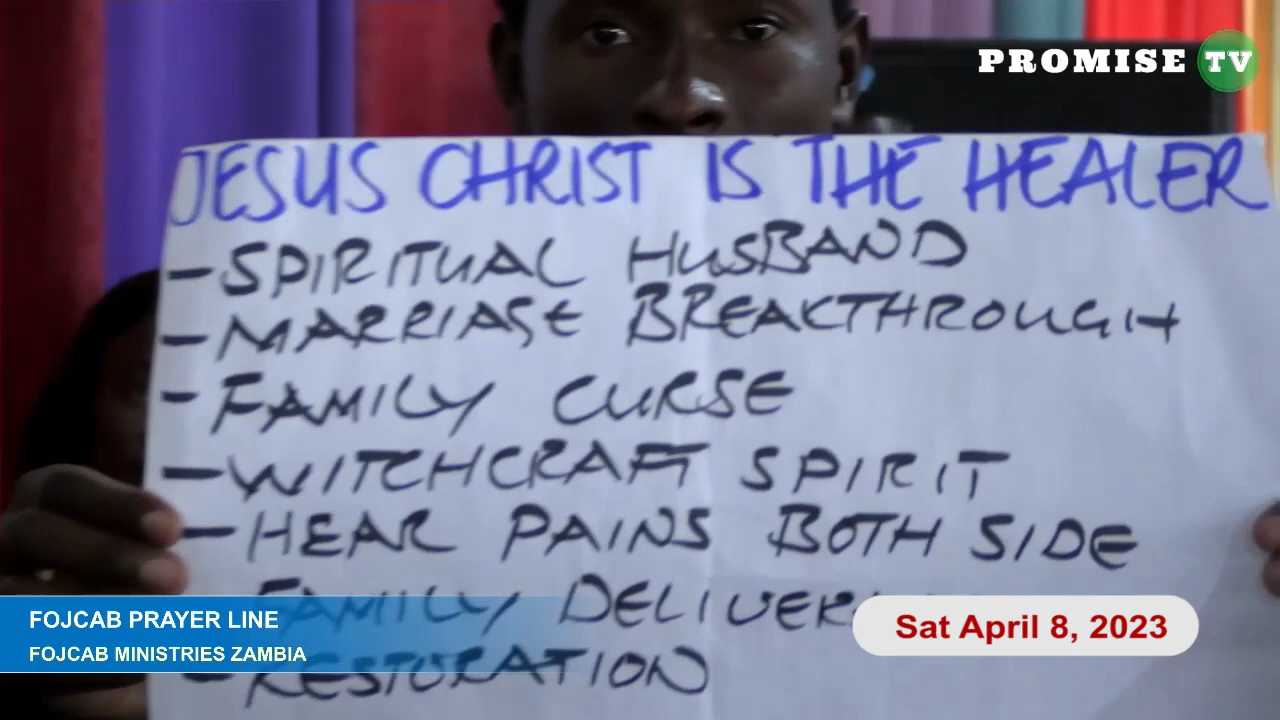 PROMISE TV
JESUS CHRIST IS THE HEALER
- SPIRITUAL HUSBAND
- MARRIAGE BREAKTHROUGH
- FAMILY CURSE
- WITCHCRAFT SPIRIT
- HEAR PAINS BOTH SIDE
FAMILY DELIVER
- RESTORATION
FOJCAB PRAYER LINE
FOJCAB MINISTRIES ZAMBIA
Sat April 8, 2023